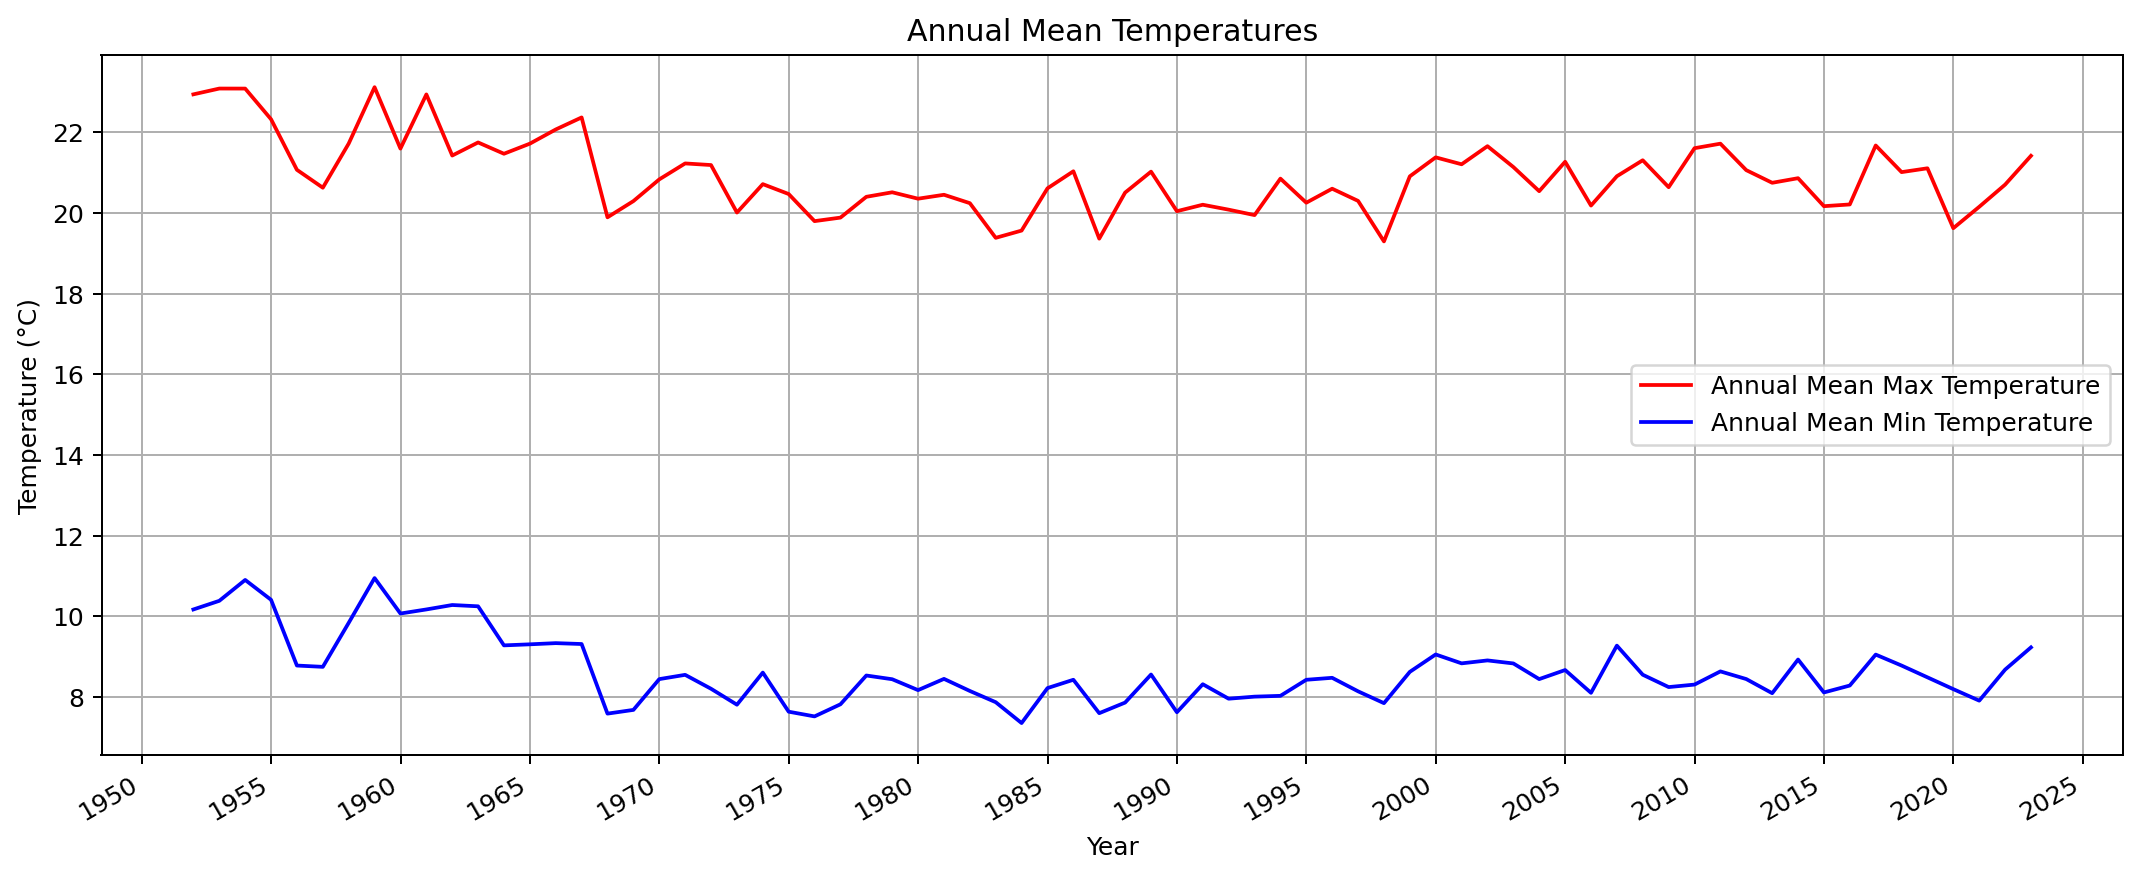 Annual Mean Temperatures
Temperature (°C)
22
20
18
16
14
12
10
8
Annual Mean Max Temperature
Annual Mean Min Temperature
1950 1955 1960 1965 1970 1975 1980 1985 1990 1995 2000 2005 2010 2015 2020 2025
Year